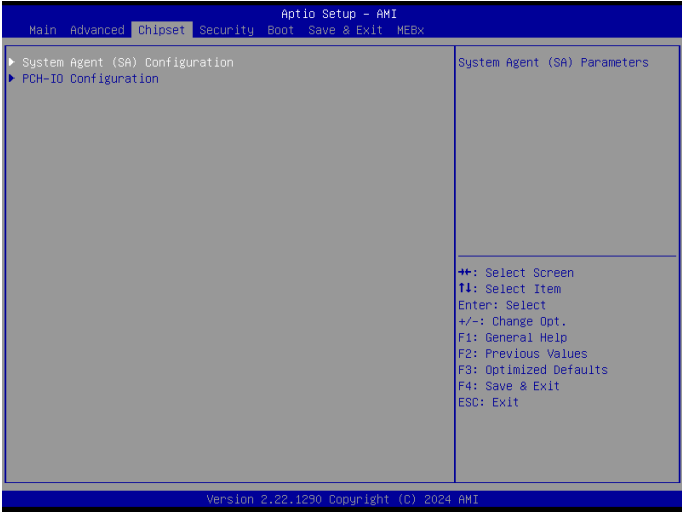 Aptio Setup - AMI
Main Advanced Chipset Security Boot Save & Exit MEBx
System Agent (SA) Configuration
PCH-IO Configuration
System Agent (SA) Parameters
→←: Select Screen
↑↓: Select Item
Enter: Select
+/-: Change Opt.
F1: General Help
F2: Previous Values
F3: Optimized Defaults
F4: Save & Exit
ESC: Exit
Version 2.22.1290 Copyright (C) 2024 AMI